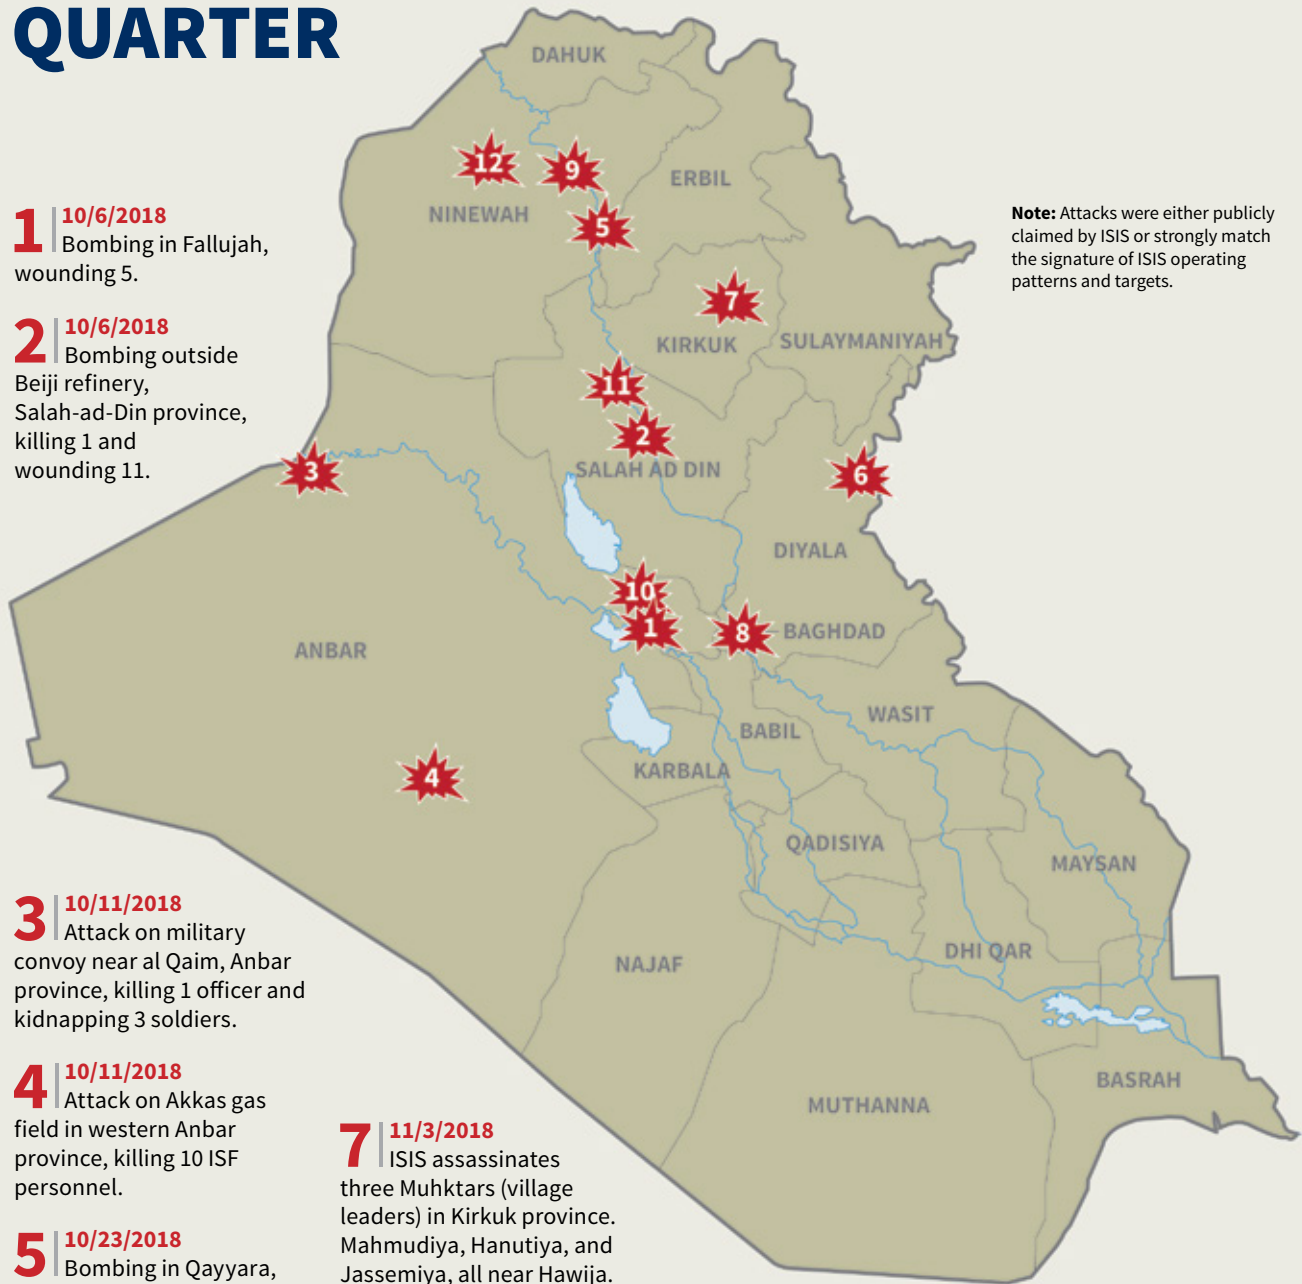 QUARTER
1 10/6/2018
Bombing in Fallujah,
wounding 5.
2 10/6/2018
Bombing outside
Beiji refinery,
Salah-ad-Din province,
killing 1 and
wounding 11.
3 10/11/2018
Attack on military
convoy near al Qaim, Anbar
province, killing 1 officer and
kidnapping 3 soldiers.
4 10/11/2018
Attack on Akkas gas
field in western Anbar
province, killing 10 ISF
personnel.
5 10/23/2018
Bombing in Qayyara,
7 11/3/2018
ISIS assassinates
three Muhktars (village
leaders) in Kirkuk province.
Mahmudiya, Hanutiya, and
Jassemiya, all near Hawija.
Note: Attacks were either publicly
claimed by ISIS or strongly match
the signature of ISIS operating
patterns and targets.
DAHUK
12
9
ERBIL
NINEWAH
5
7
KIRKUK
SULAYMANIYAH
11
2
SALAH AD DIN
3
6
DIYALA
10
1
8
BAGHDAD
ANBAR
WASIT
BABIL
KARBALA
4
QADISIYA
MAYSAN
DHI QAR
NAJAF
BASRAH
MUTHANNA